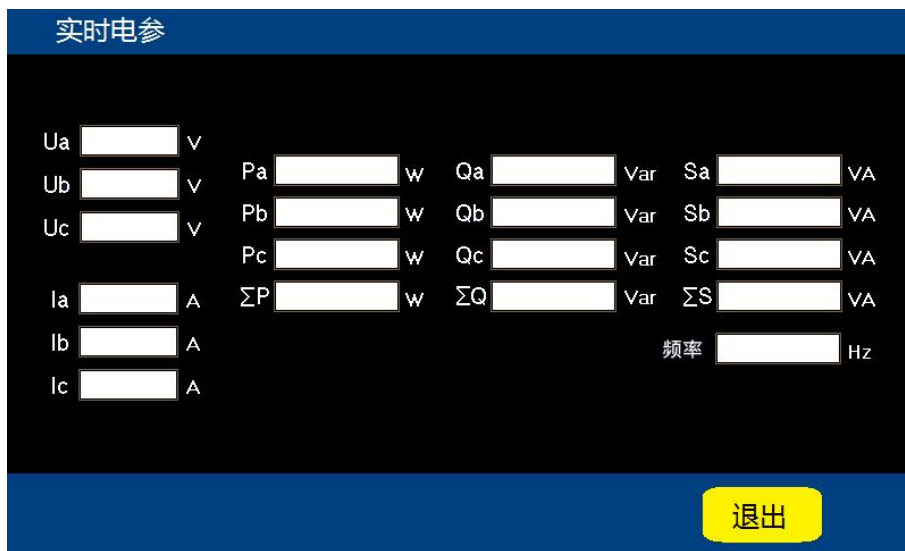 实时电参
Ua V
Ub V
Uc V
Pa W Qa Var Sa VA
Pb W Qb Var Sb VA
Pc W Qc Var Sc VA
Ia A ΣP W ΣQ Var ΣS VA
Ib A 频率 Hz
Ic A
退出